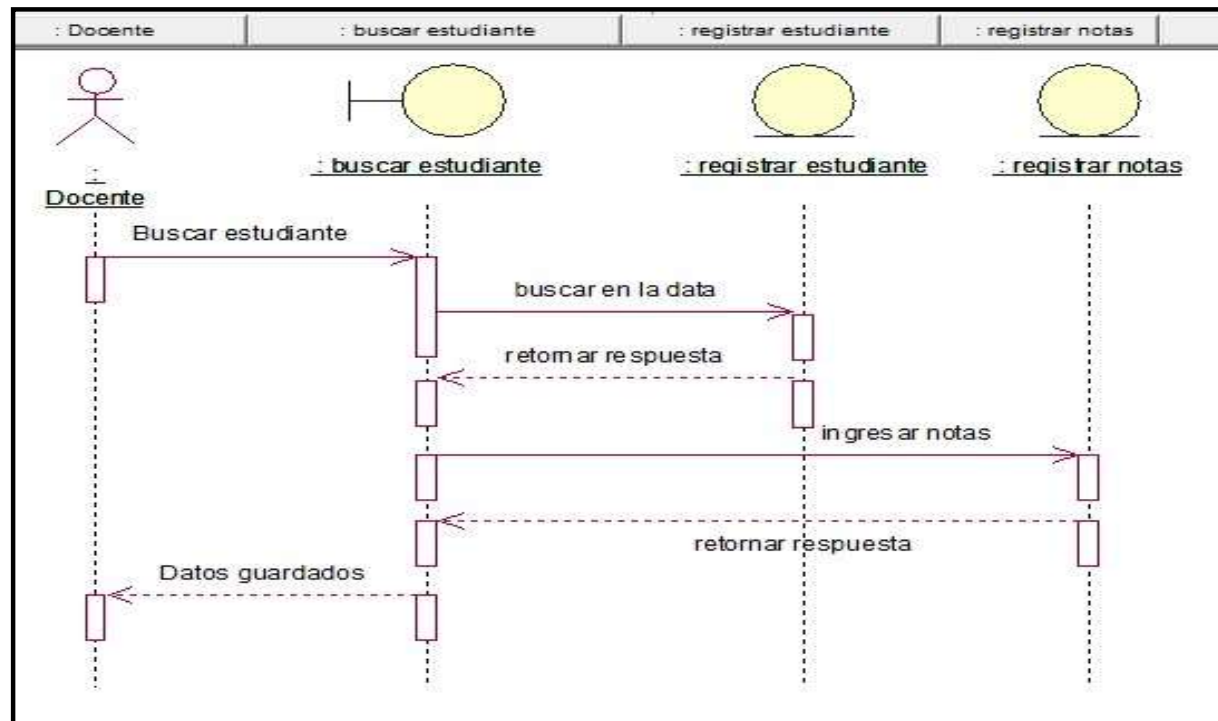 : Docente
: buscar estudiante
: registrar estudiante
: registrar notas
:
Docente
: buscar estudiante
: registrar estudiante
: registrar notas
Buscar estudiante
buscar en la data
retornar respuesta
ingresar notas
retornar respuesta
Datos guardados